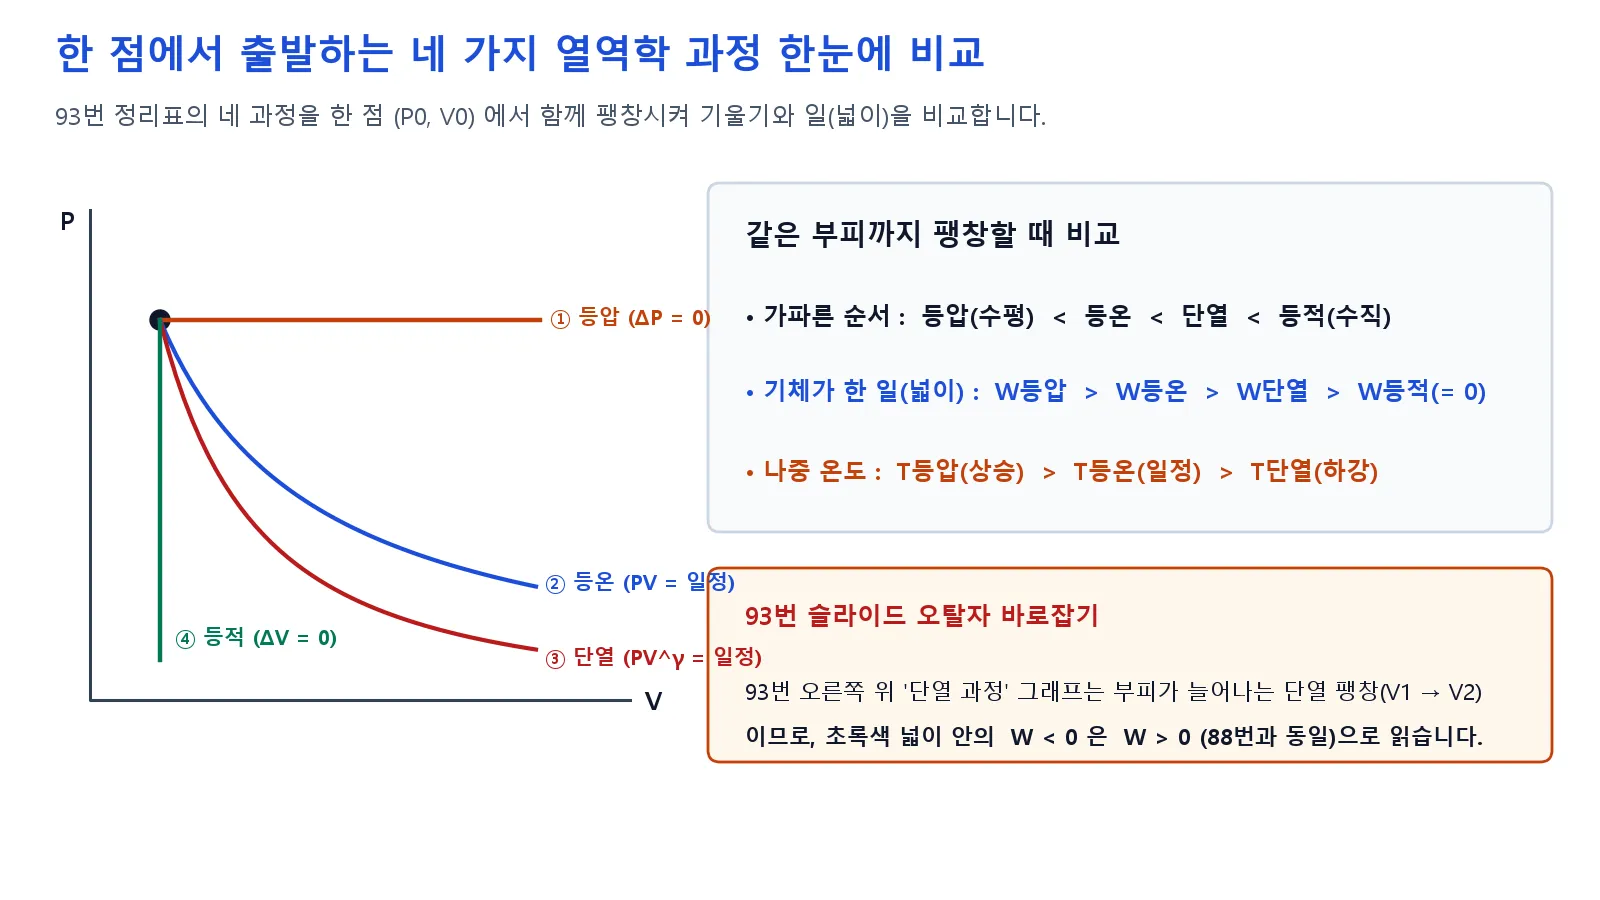 한 점에서 출발하는 네 가지 열역학 과정 한눈에 비교
93번 정리표의 네 과정을 한 점 (P0, V0) 에서 함께 팽창시켜 기울기와 일(넓이)을 비교합니다.
P
① 등압 (ΔP = 0)
② 등온 (PV = 일정)
④ 등적 (ΔV = 0)
③ 단열 (PV^γ = 일정)
V
같은 부피까지 팽창할 때 비교
• 가파른 순서 : 등압(수평) < 등온 < 단열 < 등적(수직)
• 기체가 한 일(넓이) : W등압 > W등온 > W단열 > W등적(= 0)
• 나중 온도 : T등압(상승) > T등온(일정) > T단열(하강)
93번 슬라이드 오탈자 바로잡기
93번 오른쪽 위 '단열 과정' 그래프는 부피가 늘어나는 단열 팽창(V1 → V2)
이므로, 초록색 넓이 안의 W < 0 은 W > 0 (88번과 동일)으로 읽습니다.